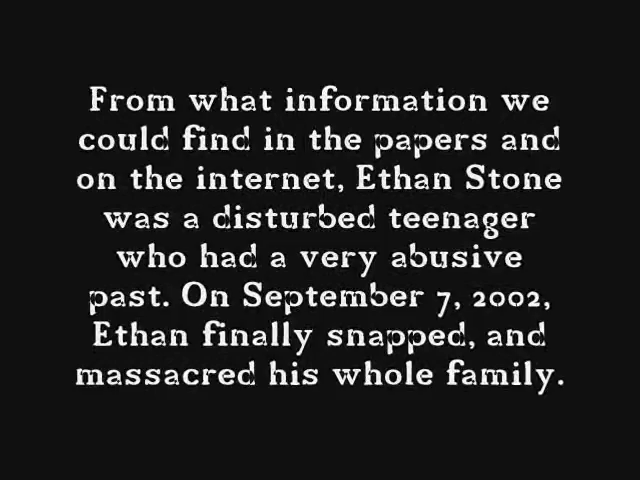 From what information we
could find in the papers and
on the internet, Ethan Stone
was a disturbed teenager
who had a very abusive
past. On September 7, 2002,
Ethan finally snapped, and
massacred his whole family.